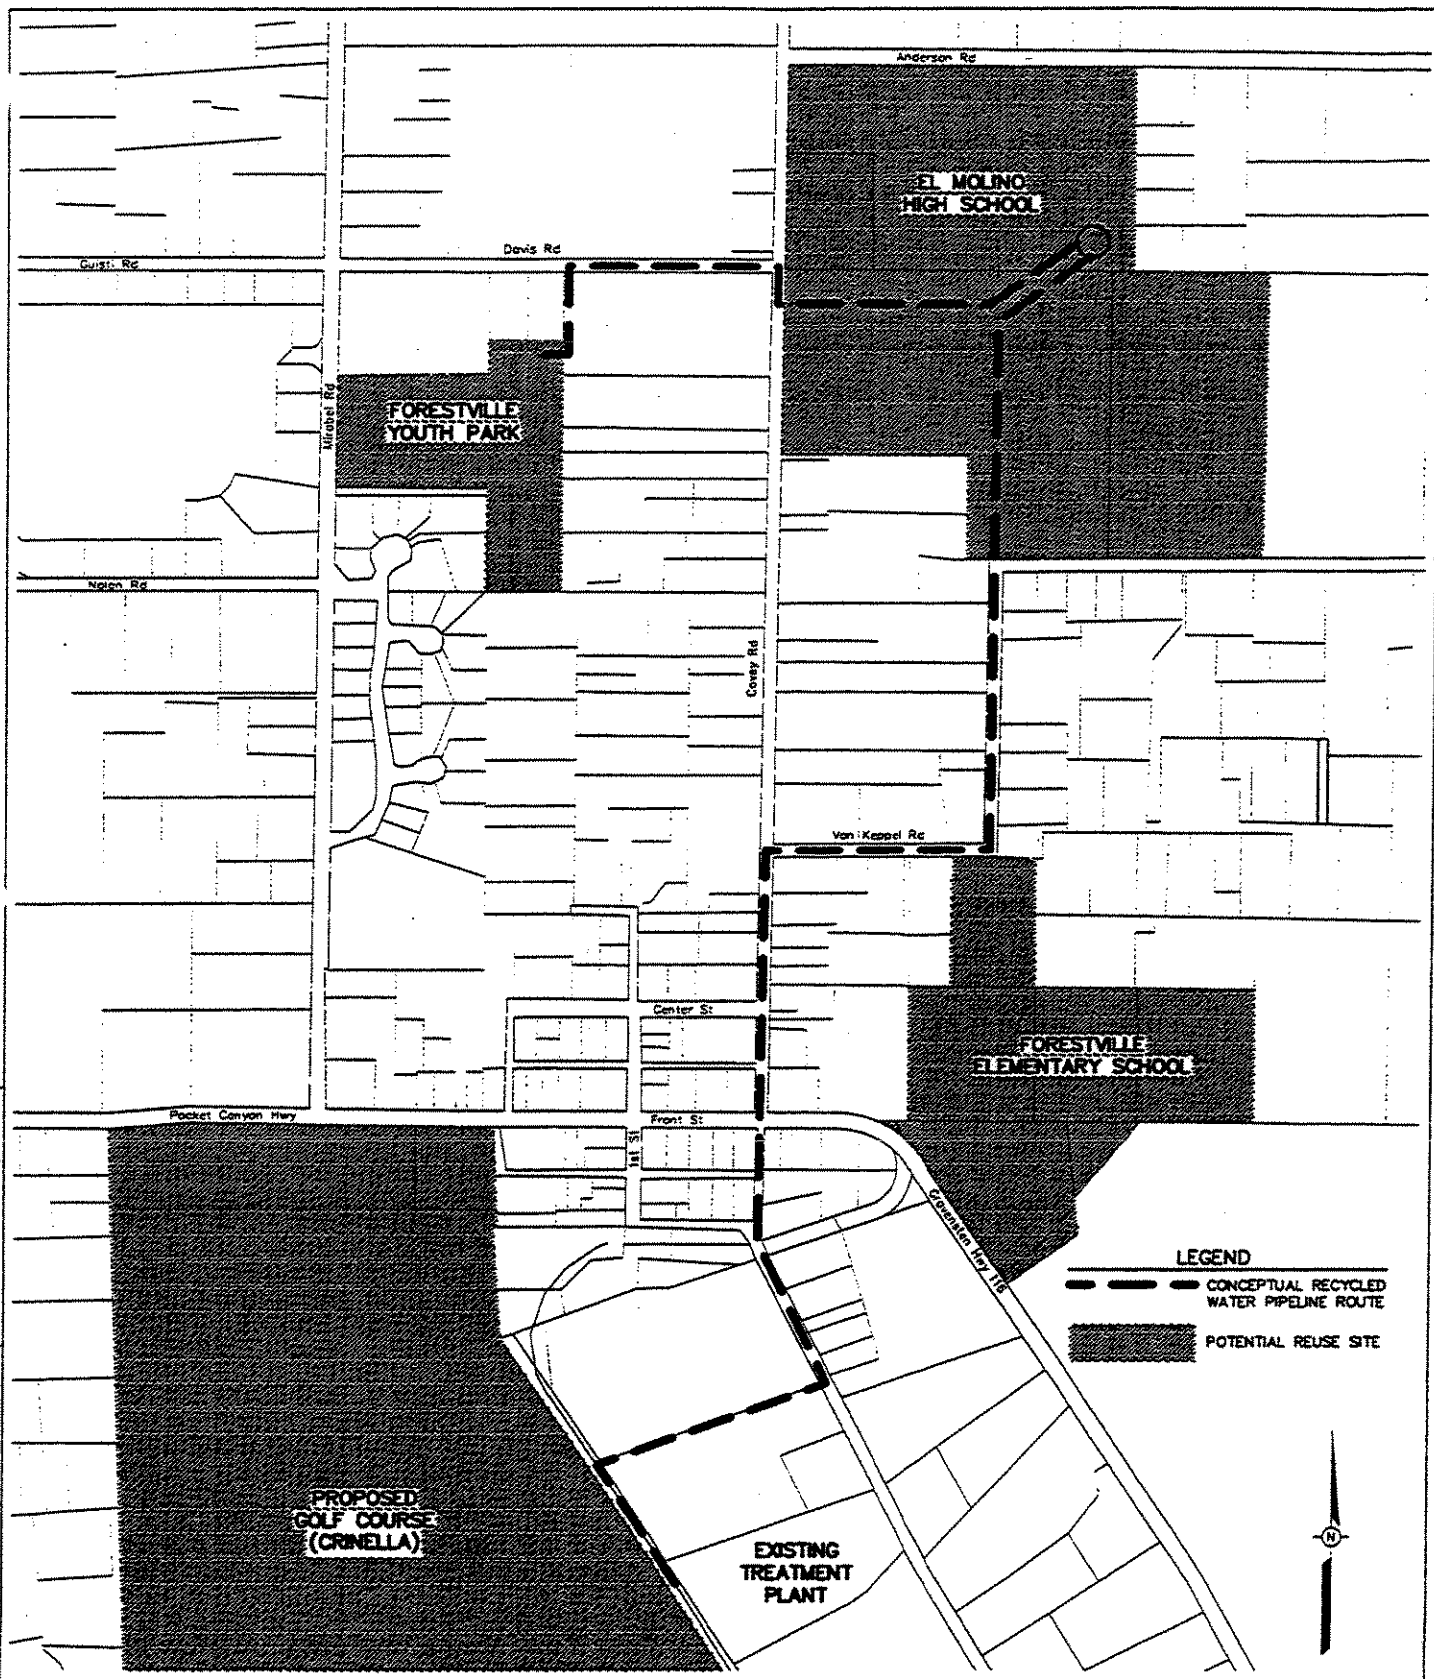 Anderson Rd
EL MOLINO
HIGH SCHOOL
Davis Rd
Guisti Rd
FORESTVILLE
YOUTH PARK
Mirabel Rd
Nolan Rd
Covey Rd
Van Keppel Rd
Center St
FORESTVILLE
ELEMENTARY SCHOOL
Pocket Canyon Hwy
Front St
1st St
Gravenstein Hwy 116
LEGEND
CONCEPTUAL RECYCLED
WATER PIPELINE ROUTE
POTENTIAL REUSE SITE
PROPOSED
GOLF COURSE
(CRINELLA)
EXISTING
TREATMENT
PLANT
N